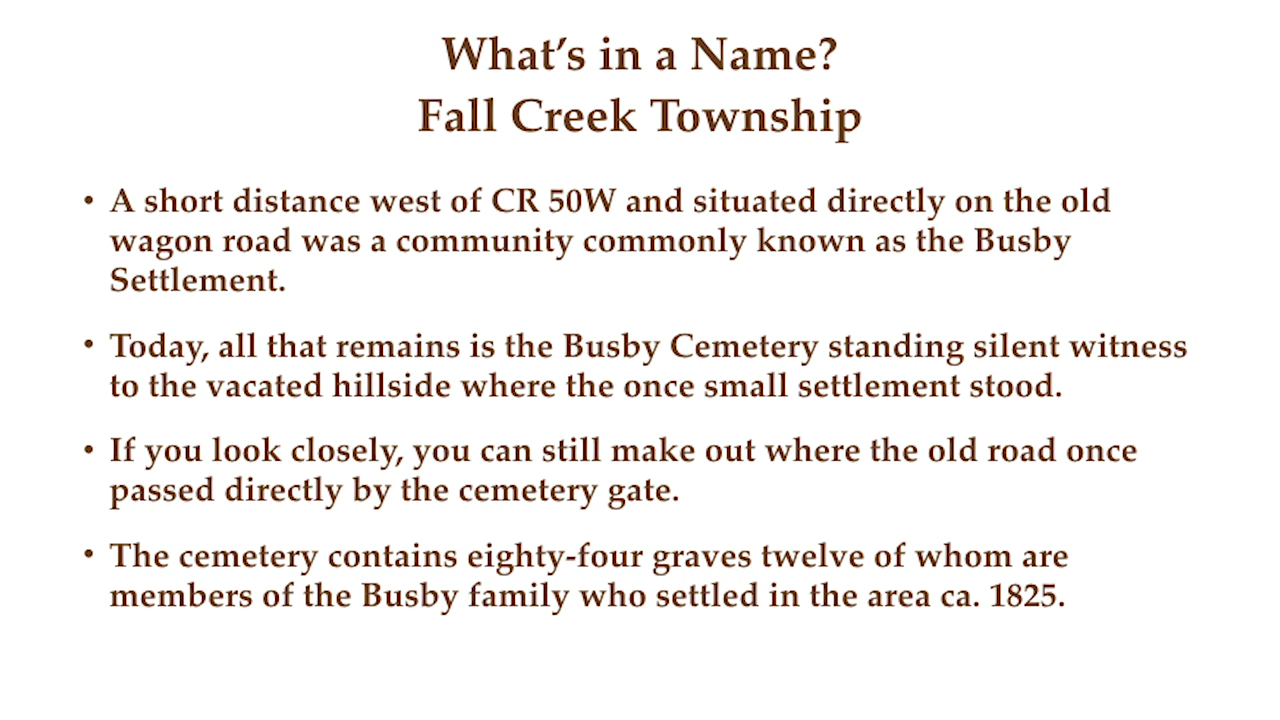 What's in a Name?
Fall Creek Township
• A short distance west of CR 50W and situated directly on the old
wagon road was a community commonly known as the Busby
Settlement.
• Today, all that remains is the Busby Cemetery standing silent witness
to the vacated hillside where the once small settlement stood.
• If you look closely, you can still make out where the old road once
passed directly by the cemetery gate.
• The cemetery contains eighty-four graves twelve of whom are
members of the Busby family who settled in the area ca. 1825.